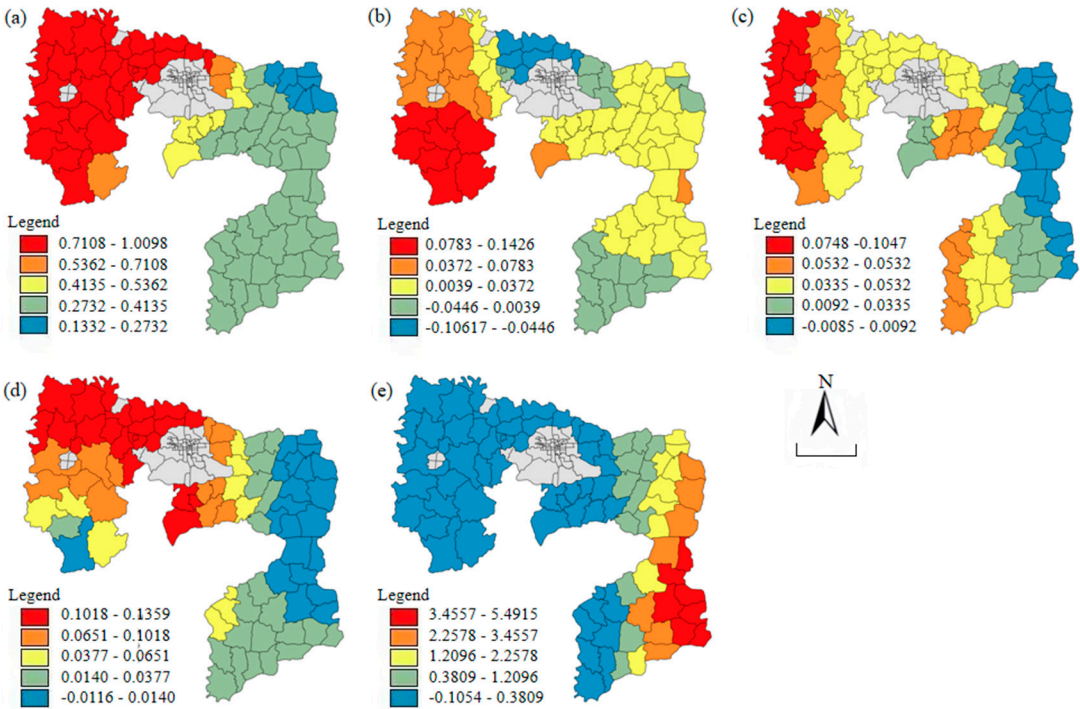 (a)
Legend
0.7108 - 1.0098
0.5362 - 0.7108
0.4135 - 0.5362
0.2732 - 0.4135
0.1332 - 0.2732
(b)
Legend
0.0783 - 0.1426
0.0372 - 0.0783
0.0039 - 0.0372
-0.0446 - 0.0039
-0.10617 - -0.0446
(c)
Legend
0.0748 -0.1047
0.0532 - 0.0532
0.0335 - 0.0532
0.0092 - 0.0335
-0.0085 - 0.0092
(d)
Legend
0.1018 - 0.1359
0.0651 - 0.1018
0.0377 - 0.0651
0.0140 - 0.0377
-0.0116 - 0.0140
(e)
Legend
3.4557 - 5.4915
2.2578 - 3.4557
1.2096 - 2.2578
0.3809 - 1.2096
-0.1054 - 0.3809
N